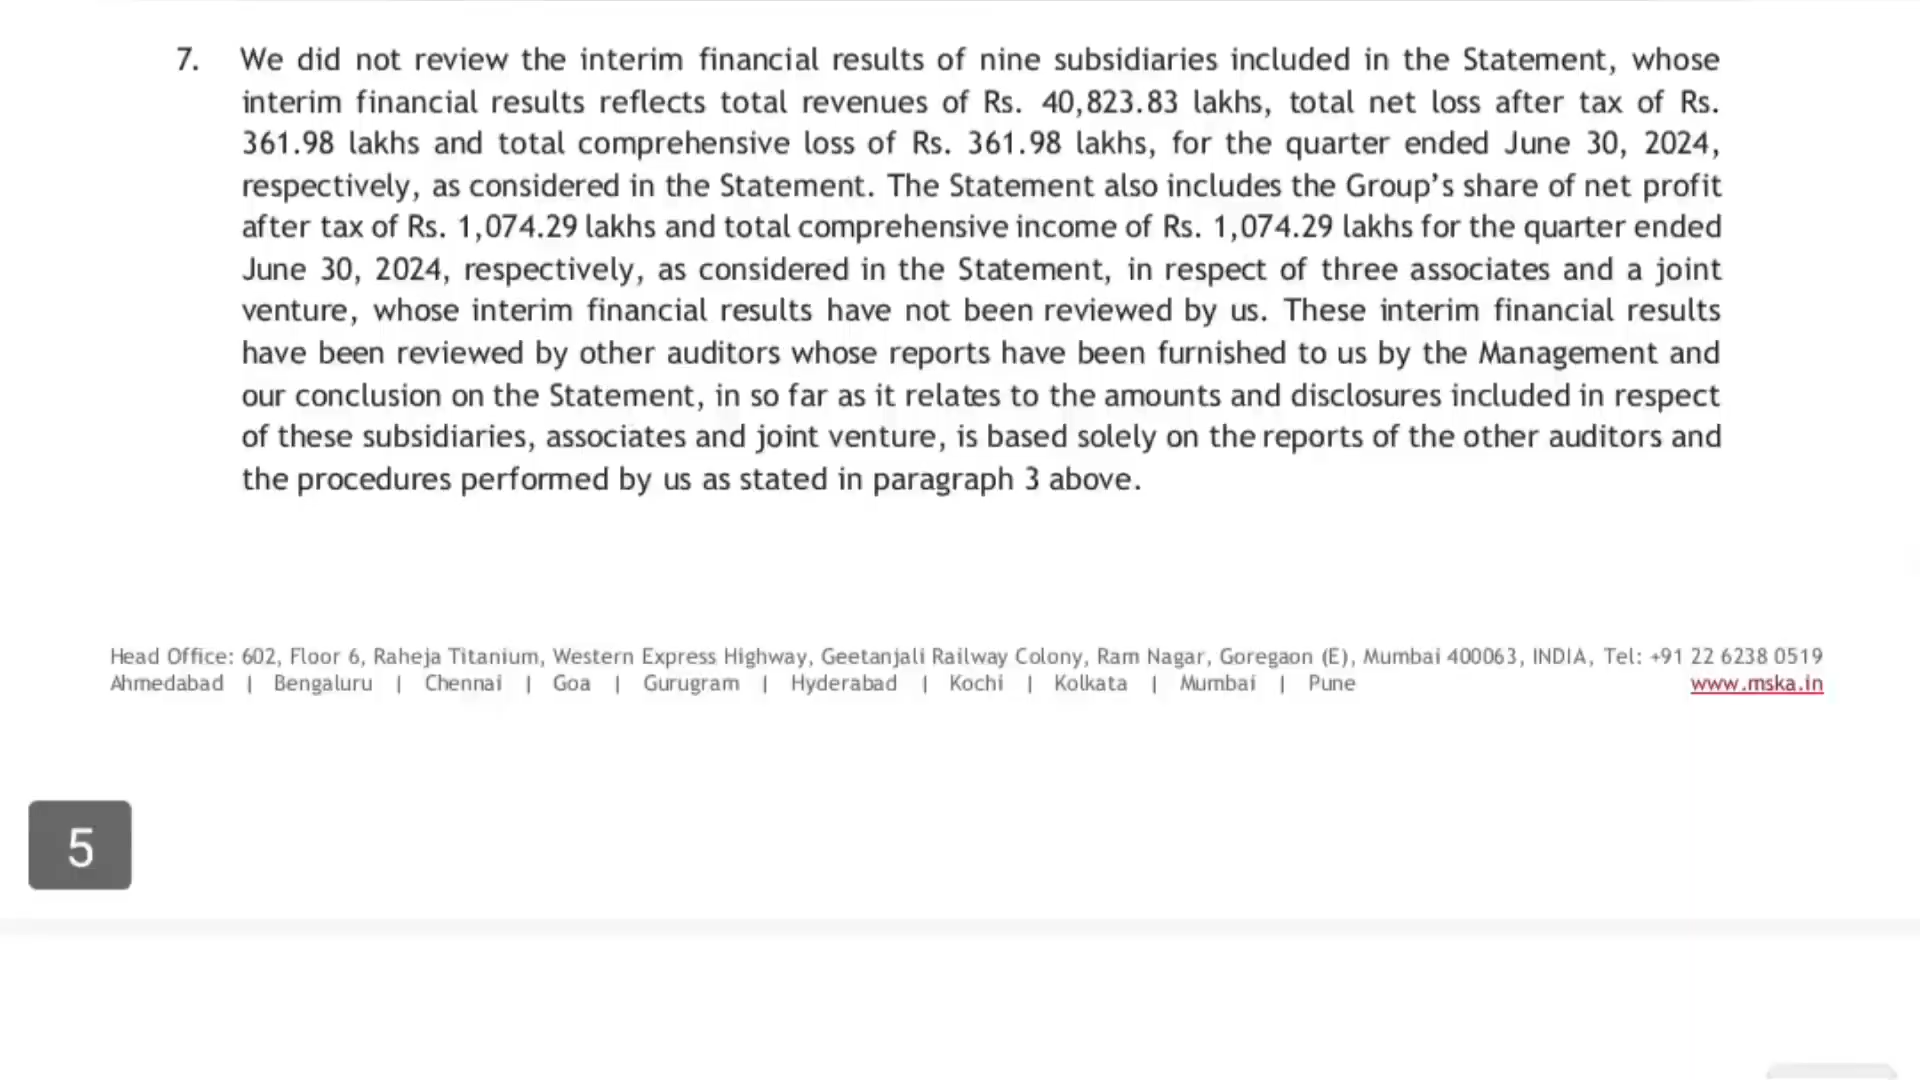 7. We did not review the interim financial results of nine subsidiaries included in the Statement, whose
interim financial results reflects total revenues of Rs. 40,823.83 lakhs, total net loss after tax of Rs.
361.98 lakhs and total comprehensive loss of Rs. 361.98 lakhs, for the quarter ended June 30, 2024,
respectively, as considered in the Statement. The Statement also includes the Group’s share of net profit
after tax of Rs. 1,074.29 lakhs and total comprehensive income of Rs. 1,074.29 lakhs for the quarter ended
June 30, 2024, respectively, as considered in the Statement, in respect of three associates and a joint
venture, whose interim financial results have not been reviewed by us. These interim financial results
have been reviewed by other auditors whose reports have been furnished to us by the Management and
our conclusion on the Statement, in so far as it relates to the amounts and disclosures included in respect
of these subsidiaries, associates and joint venture, is based solely on the reports of the other auditors and
the procedures performed by us as stated in paragraph 3 above.
Head Office: 602, Floor 6, Raheja Titanium, Western Express Highway, Geetanjali Railway Colony, Ram Nagar, Goregaon (E), Mumbai 400063, INDIA, Tel: +91 22 6238 0519
Ahmedabad | Bengaluru | Chennai | Goa | Gurugram | Hyderabad | Kochi | Kolkata | Mumbai | Pune www.mska.in
5